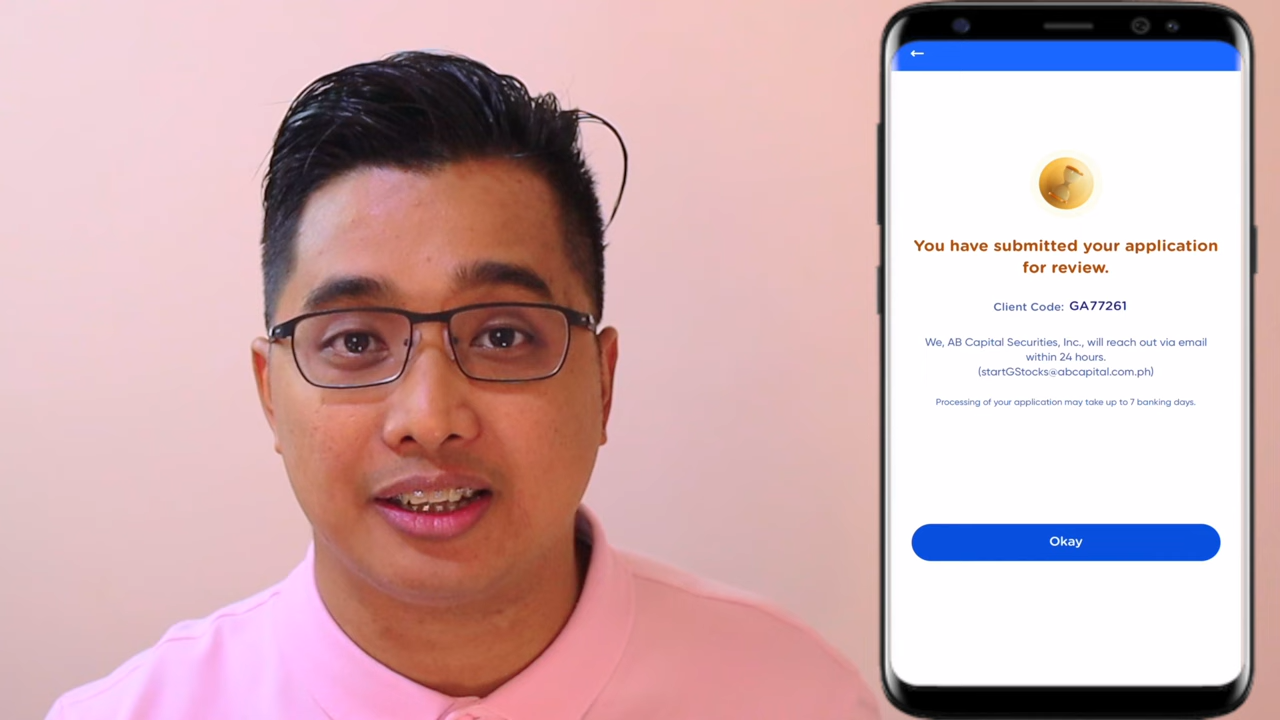 You have submitted your application
for review.
Client Code: GA77261
We, AB Capital Securities, Inc., will reach out via email
within 24 hours.
(startGStocks@abcapital.com.ph)
Processing of your application may take up to 7 banking days.
Okay